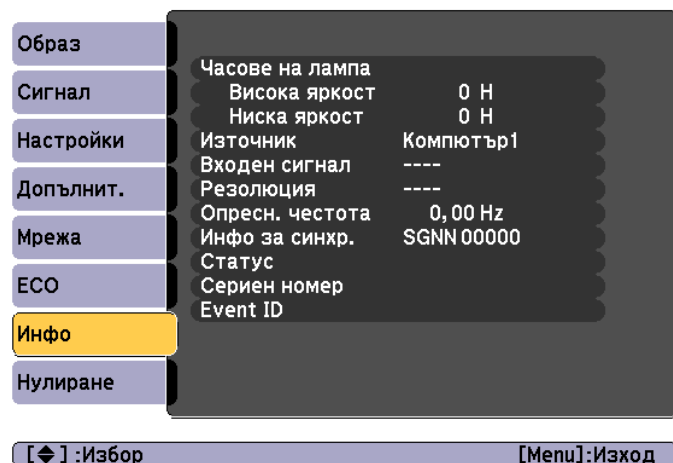 Образ
Сигнал
Настройки
Допълнит.
Мрежа
ECO
Инфо
Нулиране
Часове на лампа
Висока яркост 0 H
Ниска яркост 0 H
Източник Компютър1
Входен сигнал ----
Резолюция ----
Опресн. честота 0,00 Hz
Инфо за синхр. SGNN 00000
Статус
Сериен номер
Event ID
[◆] :Избор [Menu]:Изход